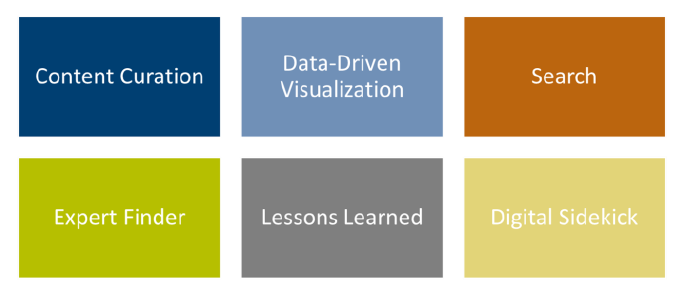 Content Curation
Data-Driven
Visualization
Search
Expert Finder
Lessons Learned
Digital Sidekick